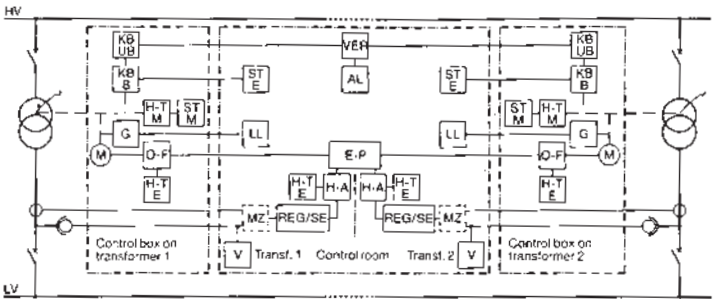 HV
KB
UB
VER
KB
UB
KB
B
ST
E
AL
ST
E
KB
B
H-T
M
ST
M
ST
M
H-T
M
G
LL
LL
G
M
O-F
E-P
O-F
M
H-T
E
H-T
E
H-A
H-A
H-T
E
H-T
E
MZ
REG/SE
REG/SE
MZ
Control box on
transformer 1
V
Transf. 1
Control room
Transf. 2
V
Control box on
transformer 2
LV